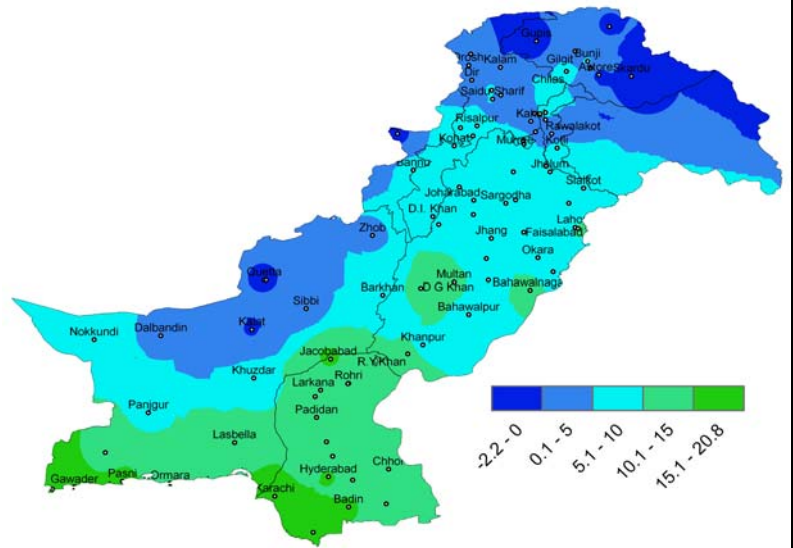 Gupis
Drosh Kalam
Bunji
Gilgit
Dir
Astore Skardu
Chilas
Saidu Sharif
Risalpur
Rawalakot
Kohat
Murree
Kotli
Bannu
Jhelum
Sialkot
Joharabad
Sargodha
D.I. Khan
Zhob
Jhang
Faisalabad
Okara
Quetta
Multan
Barkhan
D G Khan
Bahawalnaga
Sibbi
Bahawalpur
Kalat
Nokkundi
Dalbandin
Khanpur
Jacobabad
R.Y.Khan
Khuzdar
Rohri
Larkana
Panjgur
Padidan
Lasbella
Chhor
Pasni
Ormara
Hyderabad
Gawader
Karachi
Badin
-2.2 - 0
0.1 - 5
5.1 - 10
10.1 - 15
15.1 - 20.8